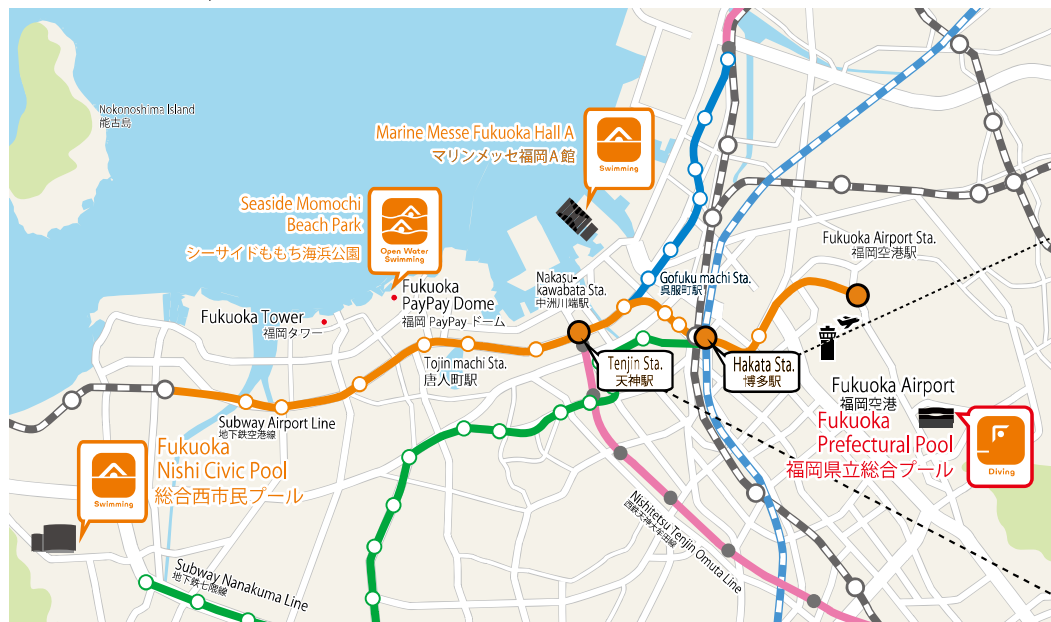 Nokonoshima Island
能古島
Marine Messe Fukuoka Hall A
マリンメッセ福岡A館
Swimming
Seaside Momochi
Beach Park
シーサイドももち海浜公園
Open Water
Swimming
Fukuoka Airport Sta.
福岡空港駅
Nakasu-
kawabata Sta.
中洲川端駅
Gofuku machi Sta.
呉服町駅
Fukuoka
PayPay Dome
福岡 PayPay ドーム
Fukuoka Tower
福岡タワー
Tojin machi Sta.
唐人町駅
Tenjin Sta.
天神駅
Hakata Sta.
博多駅
Fukuoka Airport
福岡空港
Subway Airport Line
地下鉄空港線
Fukuoka
Prefectural Pool
福岡県立総合プール
Diving
Fukuoka
Nishi Civic Pool
総合西市民プール
Swimming
Nishitetsu Tenjin Omuta Line
西鉄天神大牟田線
Subway Nanakuma Line
地下鉄七隈線